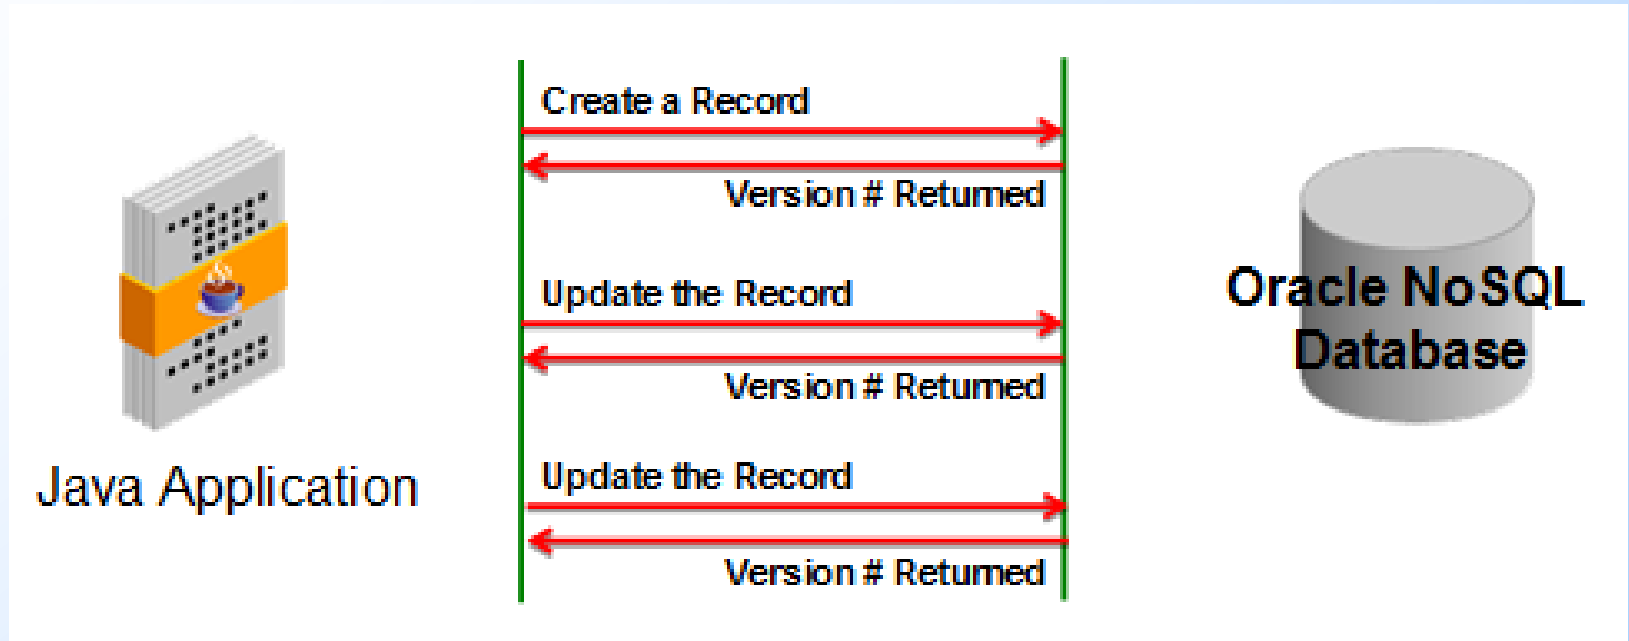 Create a Record
Version # Returned
Update the Record
Version # Returned
Update the Record
Version # Returned
Java Application
Oracle NoSQL
Database